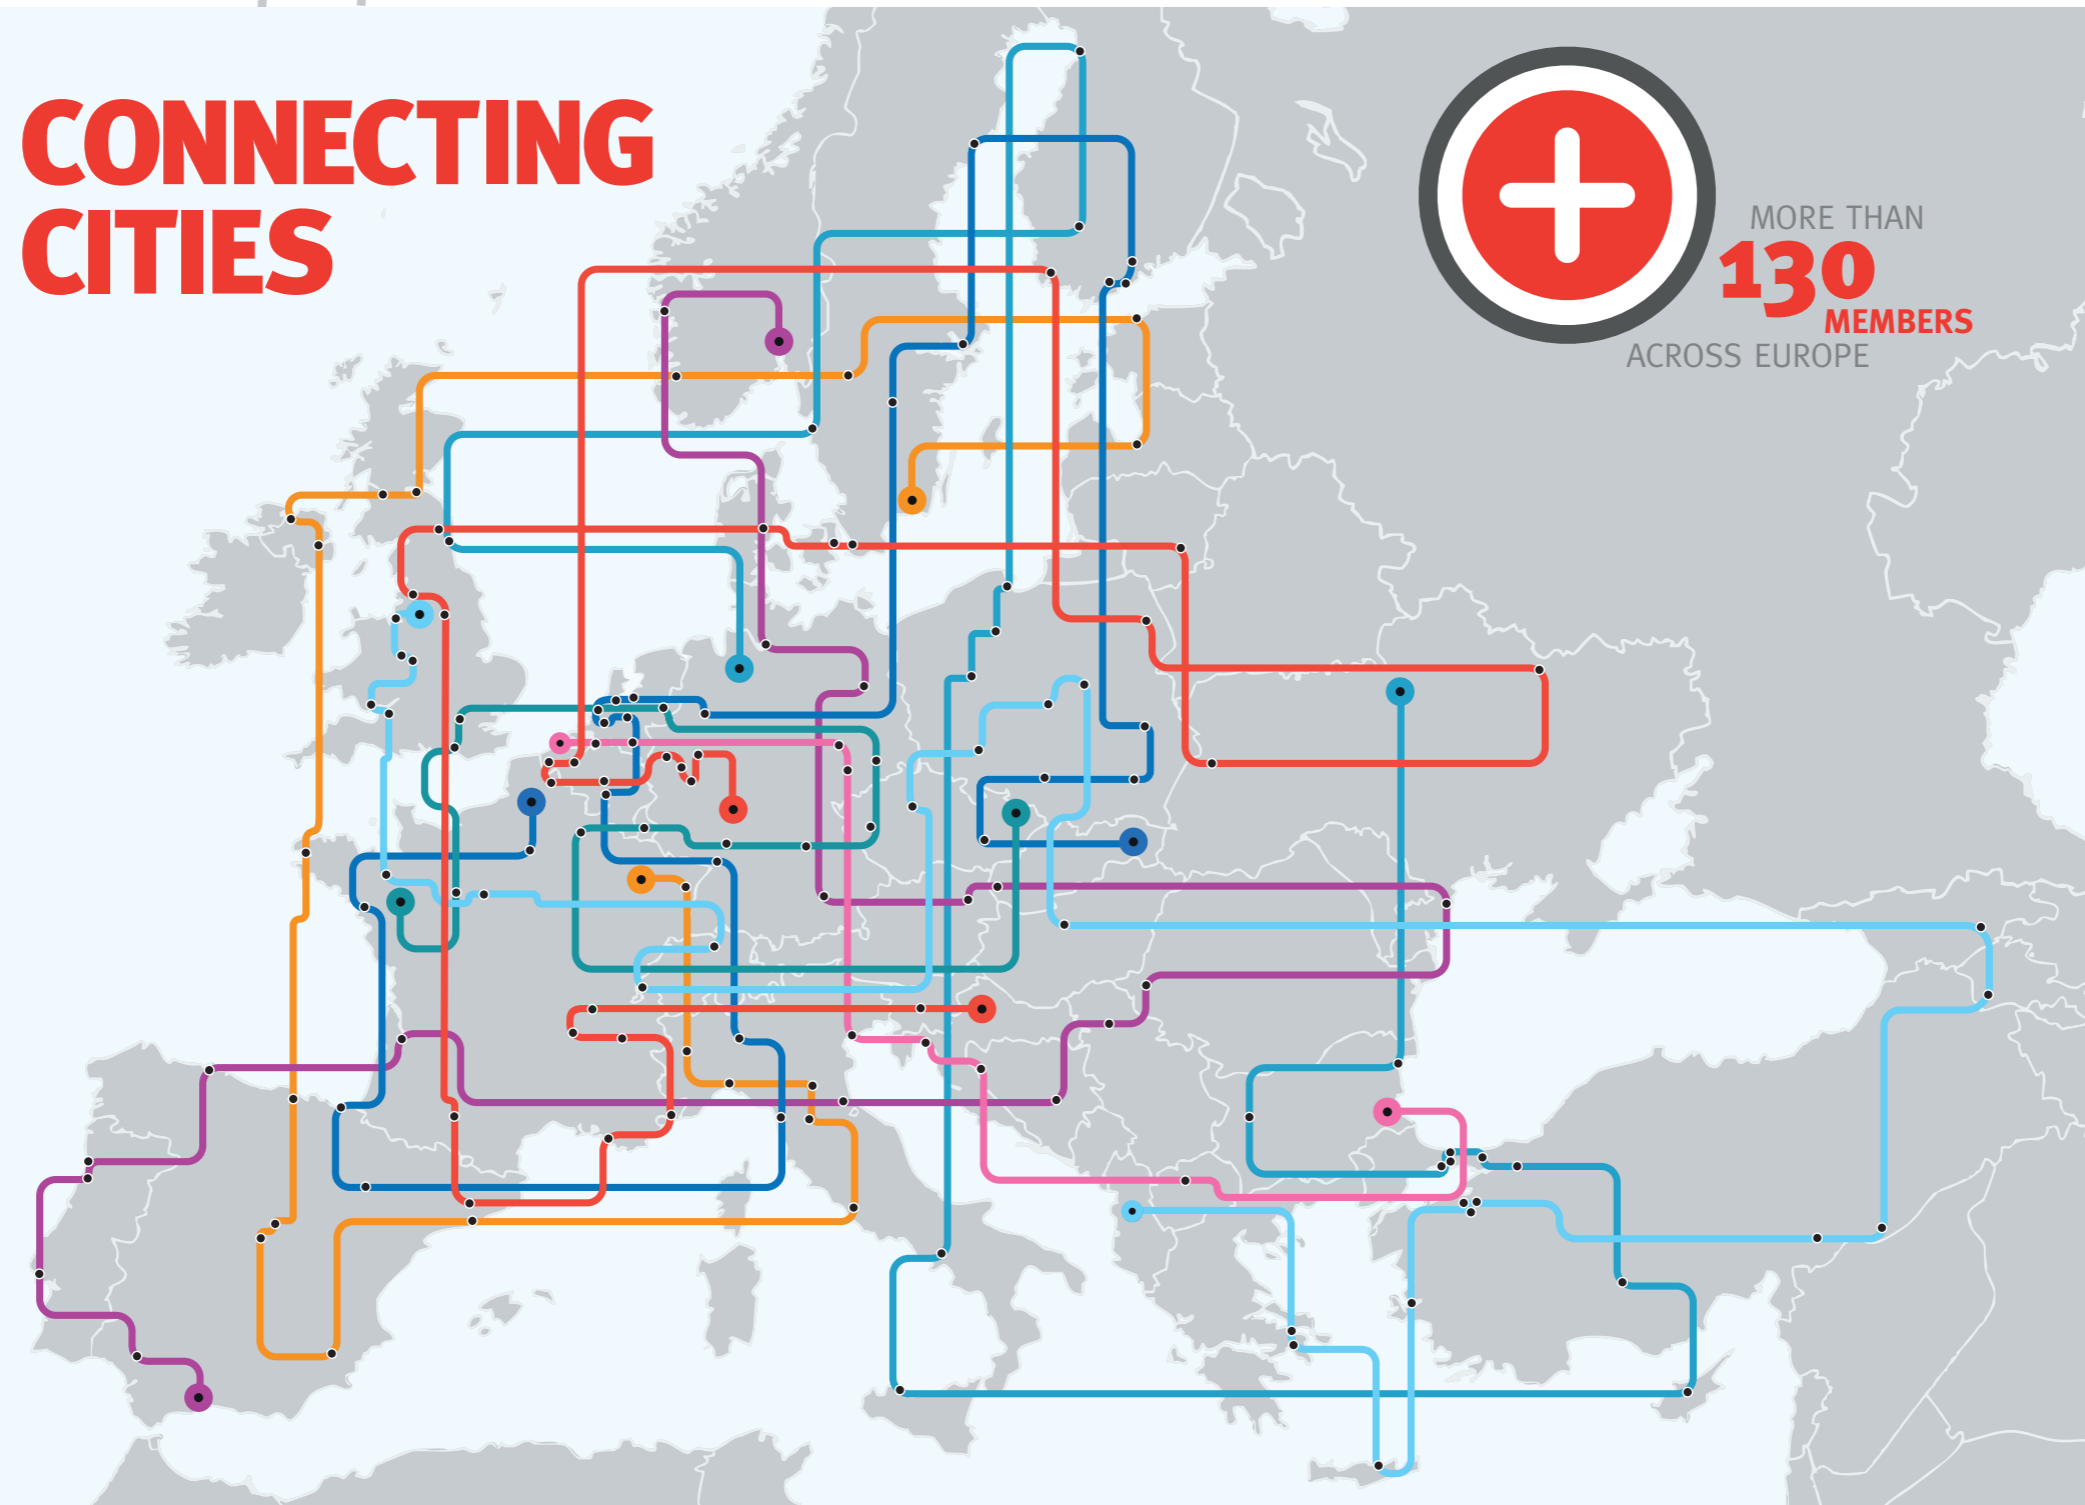 CONNECTING
CITIES
MORE THAN
130
MEMBERS
ACROSS EUROPE